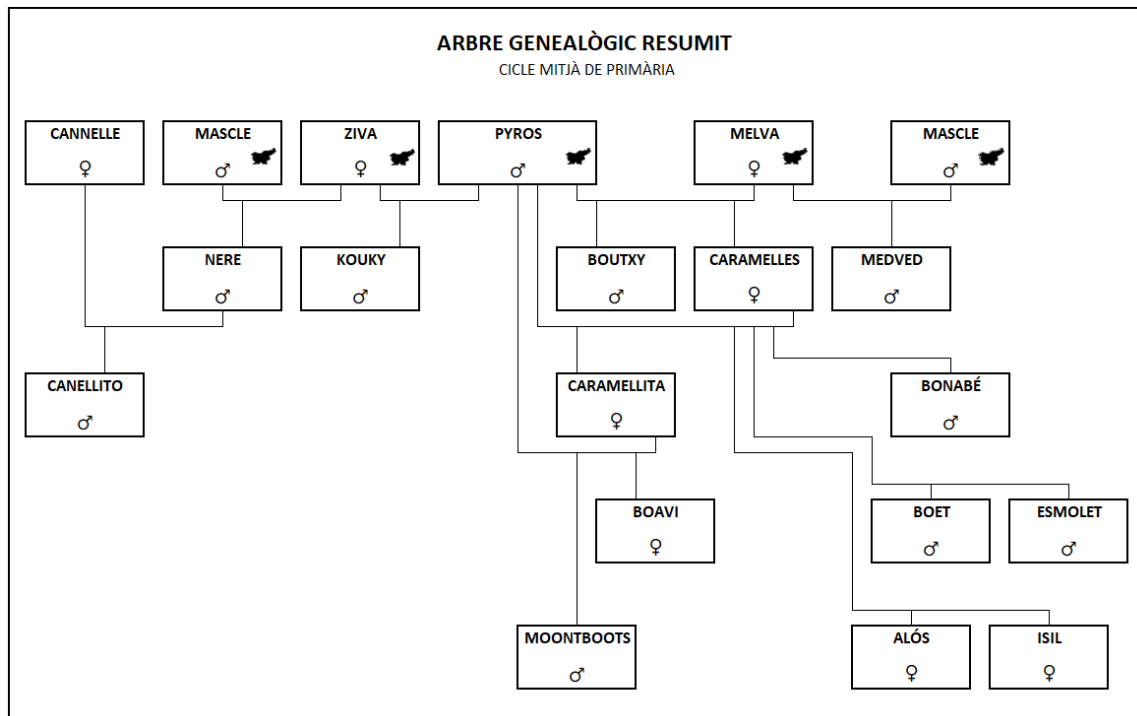 ARBRE GENEALÒGIC RESUMIT
CICLE MITJÀ DE PRIMÀRIA
CANNELLE
MASCLE
ZIVA
PYROS
MELVA
MASCLE
♀
♂
♀
♂
♀
♂
NERE
KOUKY
BOUTXY
CARAMELLES
MEDVED
♂
♂
♂
♀
♂
CANELLITO
CARAMELLITA
BONABÉ
♂
♀
♂
BOAVI
BOET
ESMOLET
♀
♂
♂
MOONTBOOTS
ALÓS
ISIL
♂
♀
♀